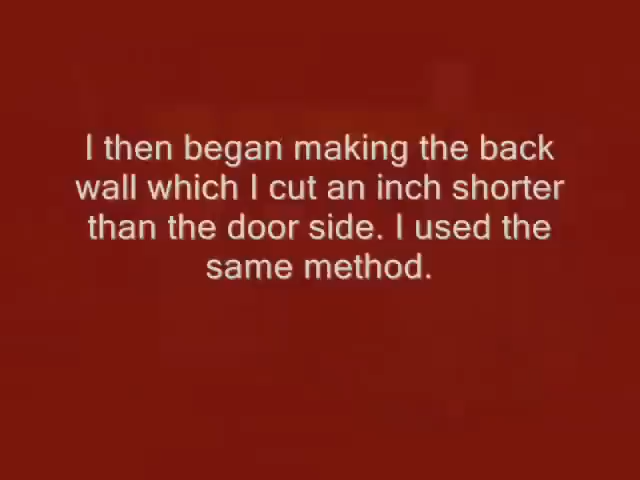 I then began making the back
wall which I cut an inch shorter
than the door side. I used the
same method.